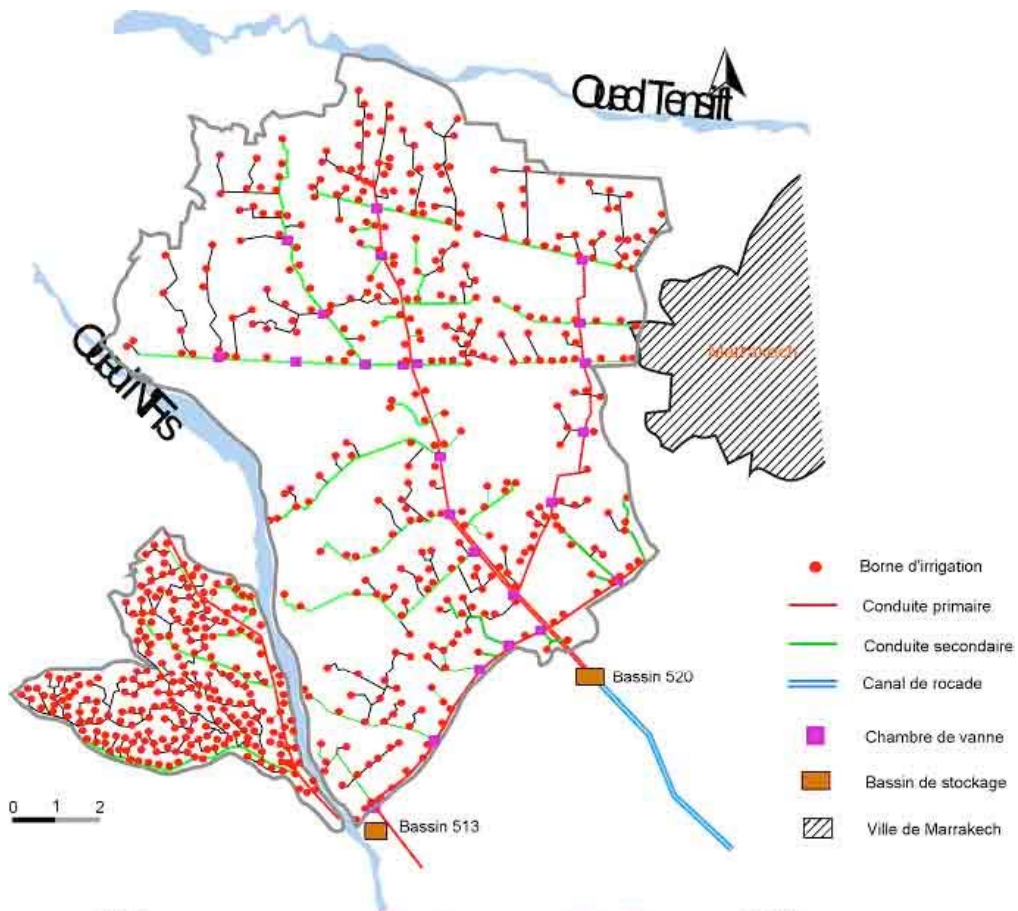 Oued Tensift
Oued N'Fis
Marrakech
Borne d'irrigation
Conduite primaire
Conduite secondaire
Bassin 520
Canal de rocade
Chambre de vanne
Bassin de stockage
0 1 2
Bassin 513
Ville de Marrakech